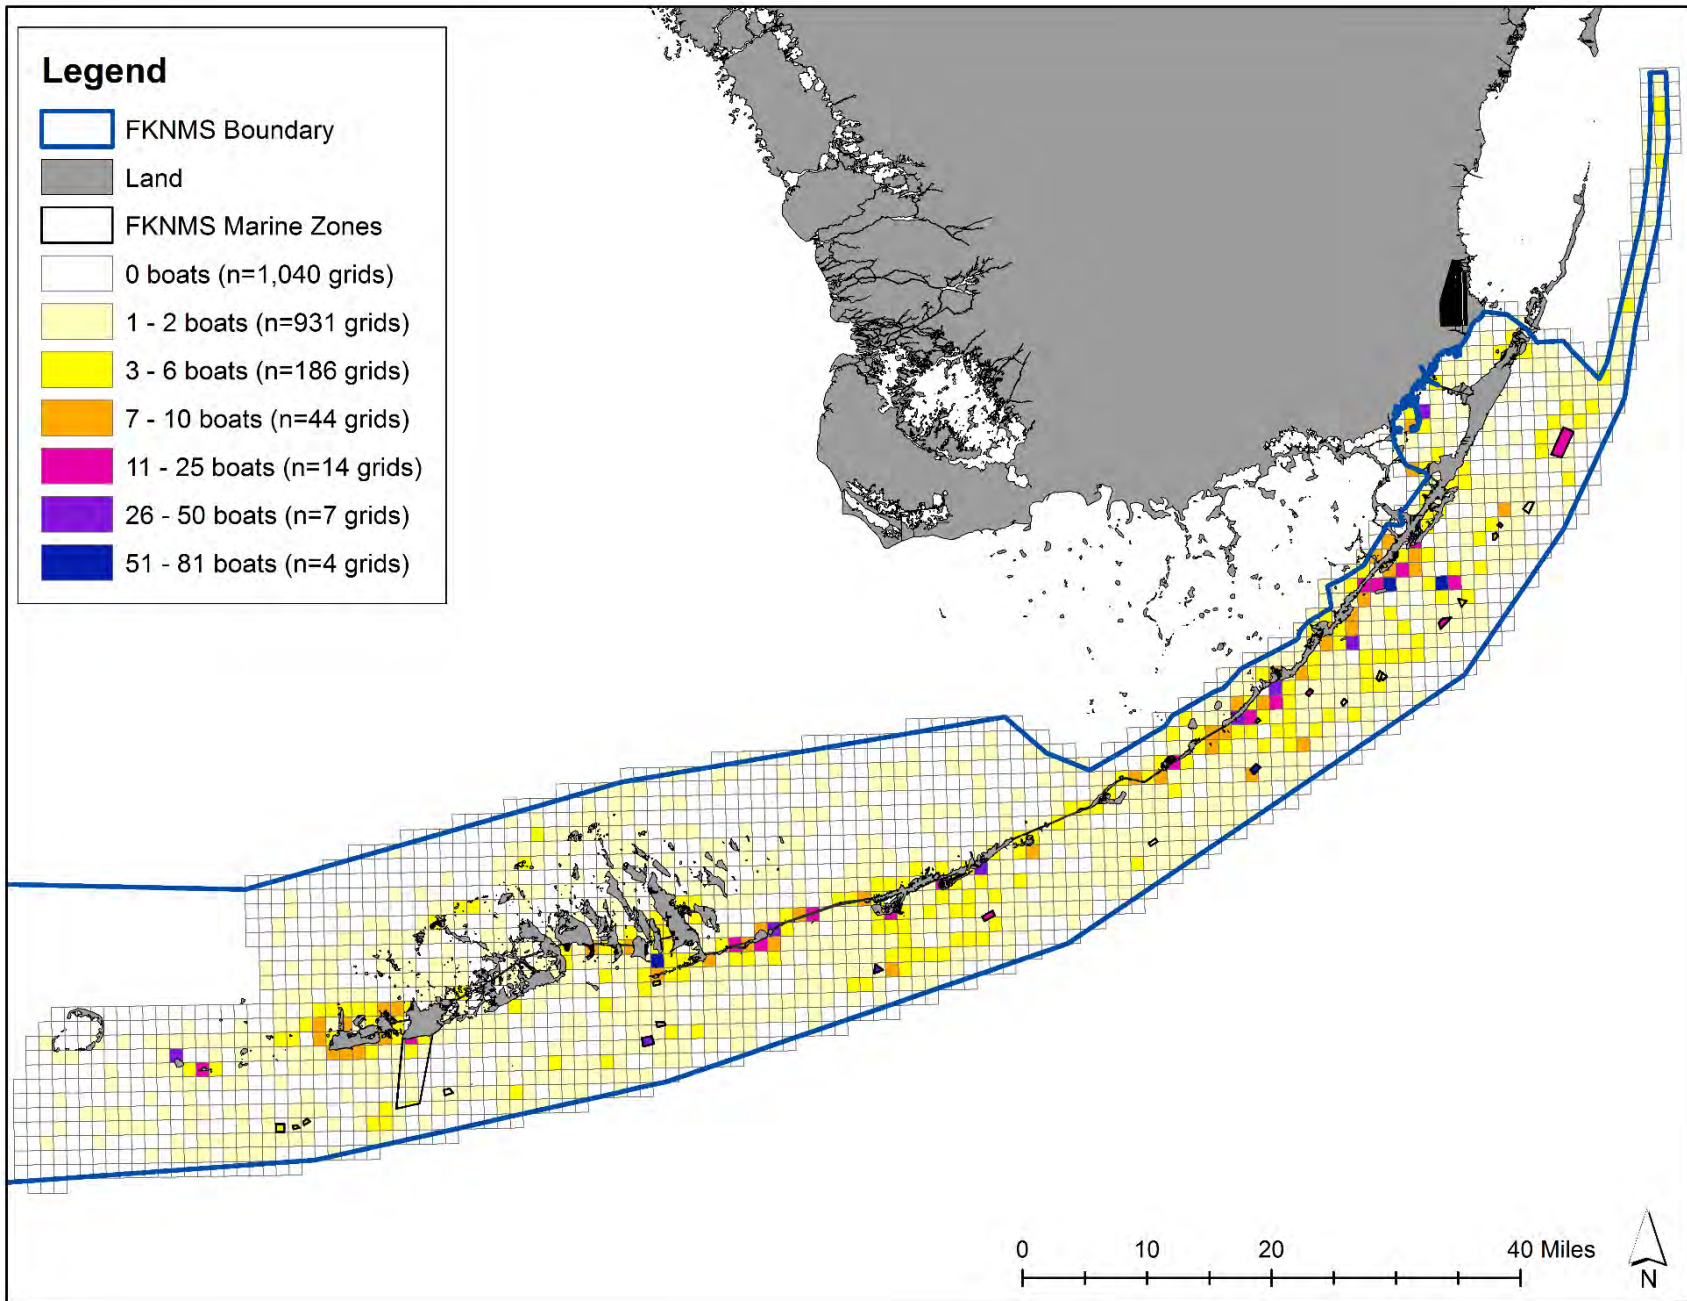 Legend
FKNMS Boundary
Land
FKNMS Marine Zones
0 boats (n=1,040 grids)
1 - 2 boats (n=931 grids)
3 - 6 boats (n=186 grids)
7 - 10 boats (n=44 grids)
11 - 25 boats (n=14 grids)
26 - 50 boats (n=7 grids)
51 - 81 boats (n=4 grids)
0 10 20 40 Miles
N